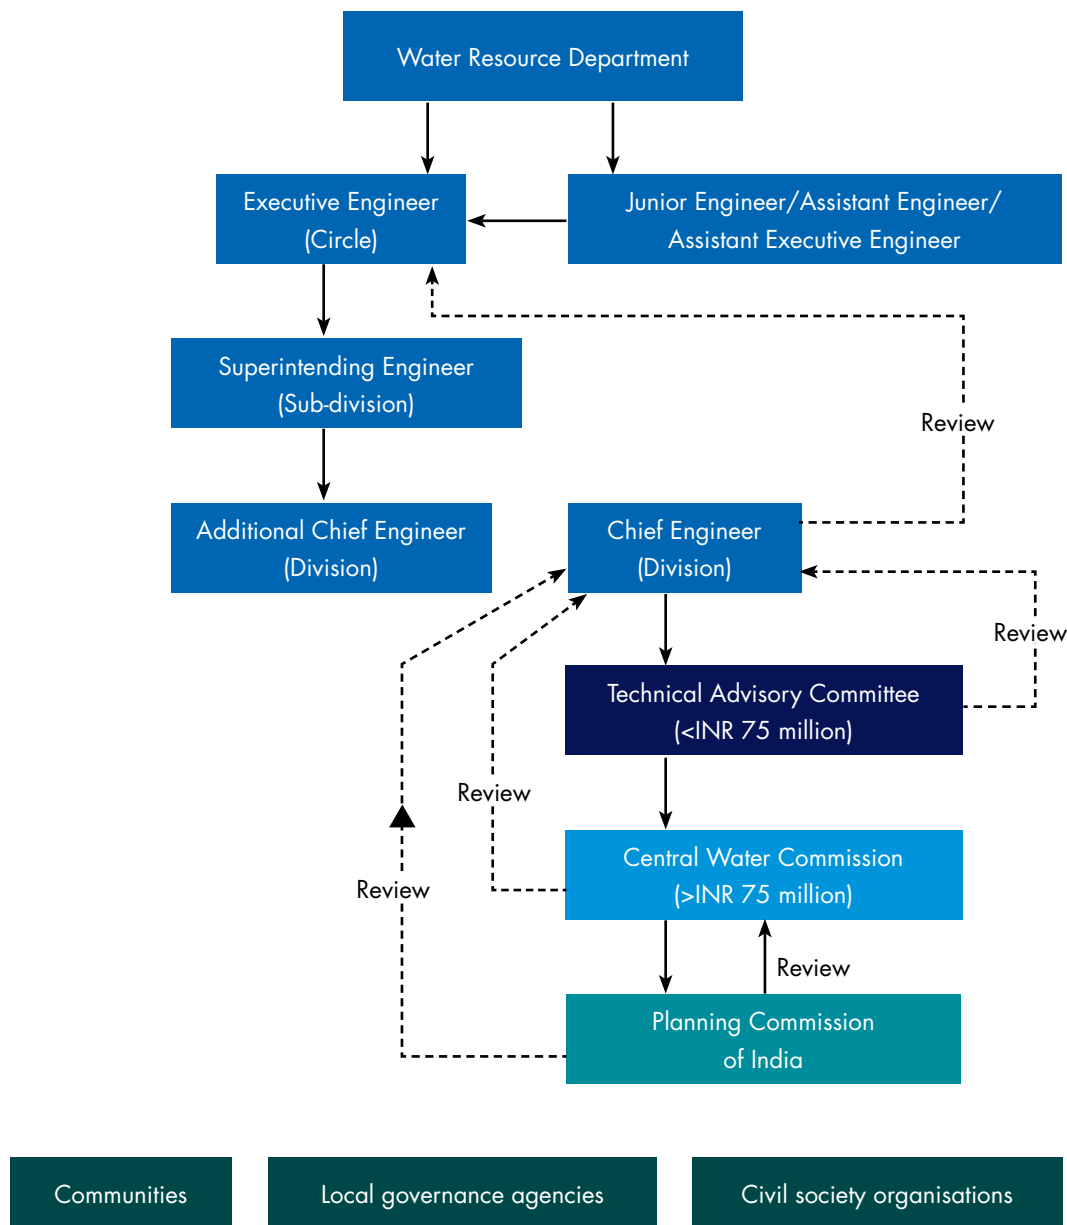 Water Resource Department
Executive Engineer
(Circle)
Junior Engineer/Assistant Engineer/
Assistant Executive Engineer
Superintending Engineer
(Sub-division)
Review
Additional Chief Engineer
(Division)
Chief Engineer
(Division)
Review
Technical Advisory Committee
(<INR 75 million)
Review
Central Water Commission
(>INR 75 million)
Review
Review
Planning Commission
of India
Communities
Local governance agencies
Civil society organisations